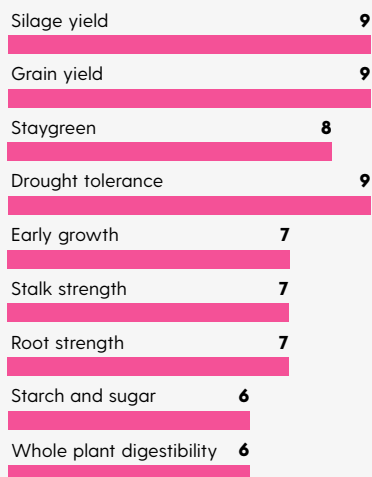 Silage yield 9
Grain yield 9
Staygreen 8
Drought tolerance 9
Early growth 7
Stalk strength 7
Root strength 7
Starch and sugar 6
Whole plant digestibility 6